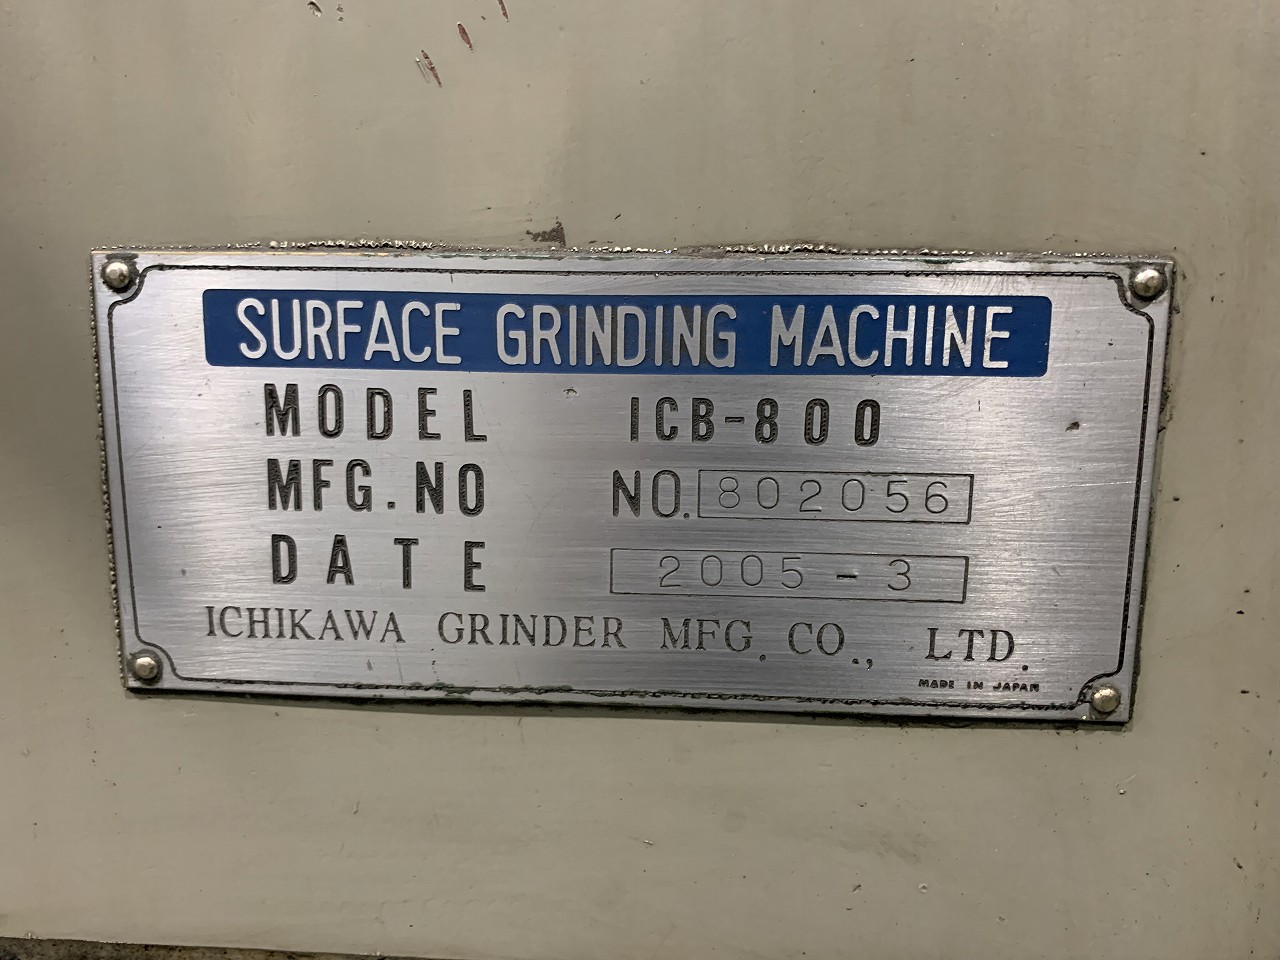 SURFACE GRINDING MACHINE
MODEL ICB-800
MFG.NO NO. 802056
DATE 2005-3
ICHIKAWA GRINDER MFG. CO., LTD.
MADE IN JAPAN